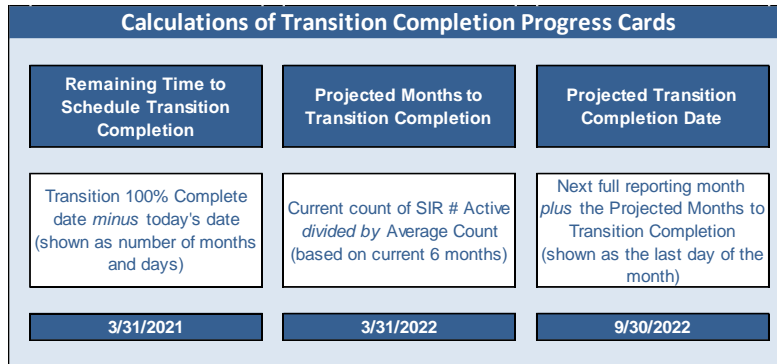 Calculations of Transition Completion Progress Cards
Remaining Time to
Schedule Transition
Completion
Projected Months to
Transition Completion
Projected Transition
Completion Date
Transition 100% Complete
date minus today's date
(shown as number of months
and days)
Current count of SIR # Active
divided by Average Count
(based on current 6 months)
Next full reporting month
plus the Projected Months to
Transition Completion
(shown as the last day of the
month)
3/31/2021
3/31/2022
9/30/2022